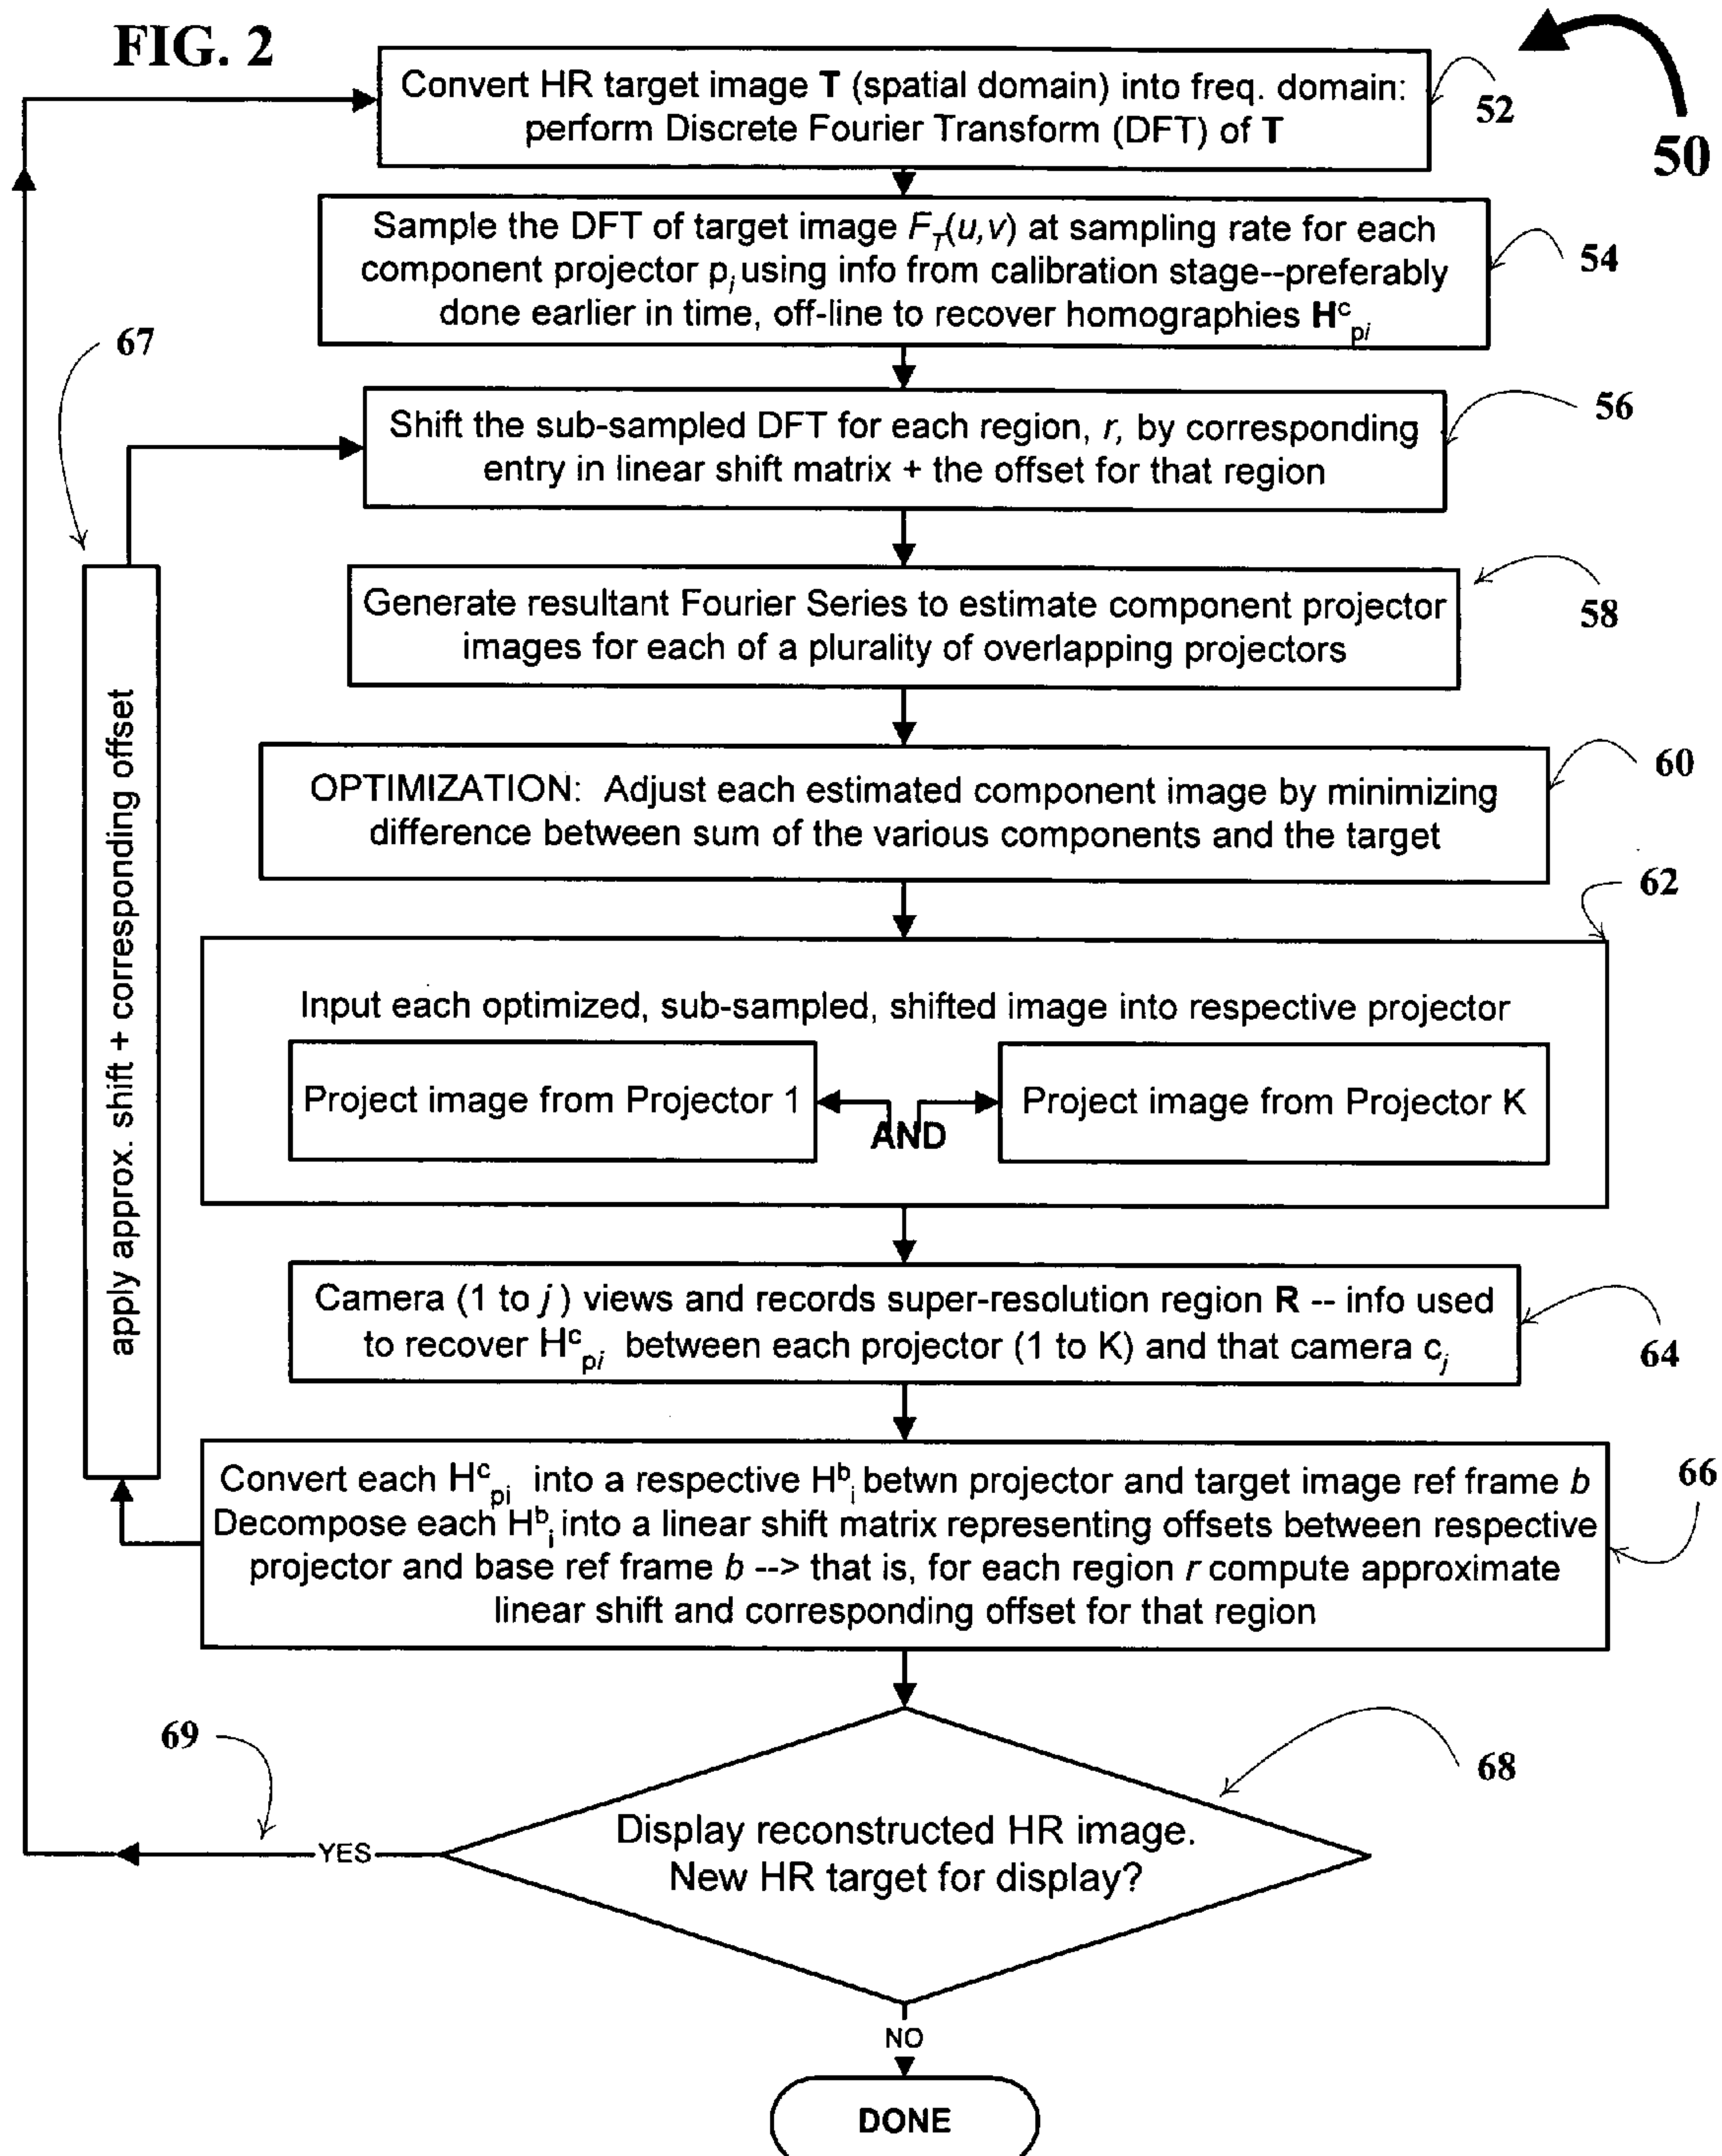 FIG. 2
Convert HR target image T (spatial domain) into freq. domain:
perform Discrete Fourier Transform (DFT) of T
52
50
Sample the DFT of target image F_T(u,v) at sampling rate for each
component projector p_i using info from calibration stage--preferably
done earlier in time, off-line to recover homographies H^c_pi
54
67
Shift the sub-sampled DFT for each region, r, by corresponding
entry in linear shift matrix + the offset for that region
56
Generate resultant Fourier Series to estimate component projector
images for each of a plurality of overlapping projectors
58
apply approx. shift + corresponding offset
OPTIMIZATION: Adjust each estimated component image by minimizing
difference between sum of the various components and the target
60
62
Input each optimized, sub-sampled, shifted image into respective projector
Project image from Projector 1
AND
Project image from Projector K
Camera (1 to j ) views and records super-resolution region R -- info used
to recover H^c_pi between each projector (1 to K) and that camera c_j
64
Convert each H^c_pi into a respective H^b_i betwn projector and target image ref frame b
Decompose each H^b_i into a linear shift matrix representing offsets between respective
projector and base ref frame b --> that is, for each region r compute approximate
linear shift and corresponding offset for that region
66
69
68
Display reconstructed HR image.
New HR target for display?
YES
NO
DONE